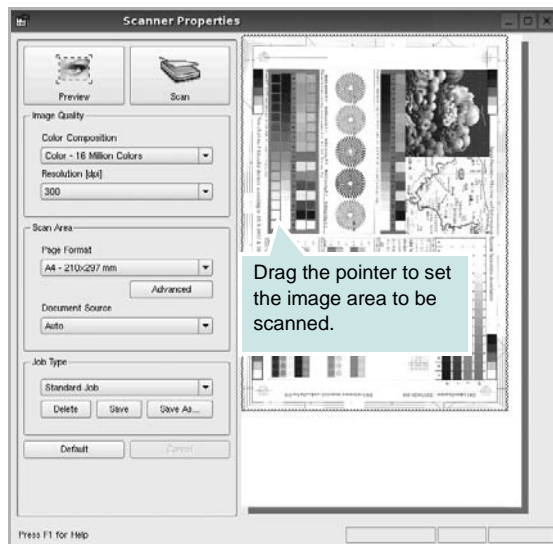 Scanner Properties
Preview
Scan
Image Quality
Color Composition
Color - 16 Million Colors
Resolution [dpi]
300
Scan Area
Page Format
A4 - 210x297 mm
Advanced
Document Source
Auto
Job Type
Standard Job
Delete
Save
Save As...
Default
Cancel
Drag the pointer to set
the image area to be
scanned.
Press F1 for Help